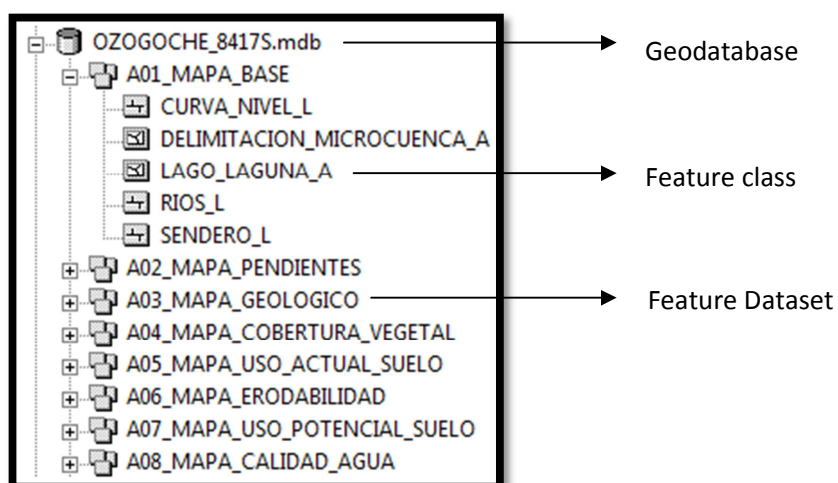 OZOGOCHE_8417S.mdb
Geodatabase
A01_MAPA_BASE
CURVA_NIVEL_L
DELIMITACION_MICROCUENCA_A
LAGO_LAGUNA_A
Feature class
RIOS_L
SENDERO_L
A02_MAPA_PENDIENTES
A03_MAPA_GEOLOGICO
Feature Dataset
A04_MAPA_COBERTURA_VEGETAL
A05_MAPA_USO_ACTUAL_SUELO
A06_MAPA_ERODABILIDAD
A07_MAPA_USO_POTENCIAL_SUELO
A08_MAPA_CALIDAD_AGUA